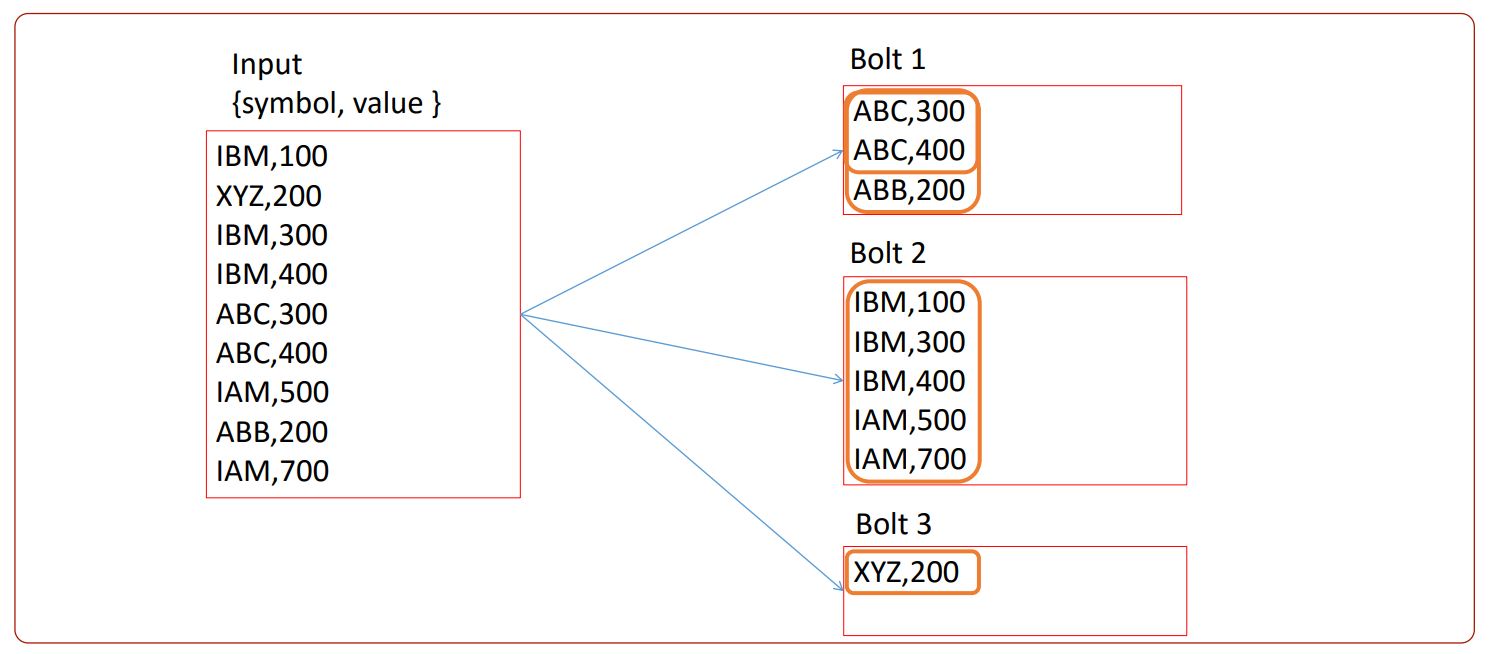 Input
{symbol, value }
IBM,100
XYZ,200
IBM,300
IBM,400
ABC,300
ABC,400
IAM,500
ABB,200
IAM,700
Bolt 1
ABC,300
ABC,400
ABB,200
Bolt 2
IBM,100
IBM,300
IBM,400
IAM,500
IAM,700
Bolt 3
XYZ,200